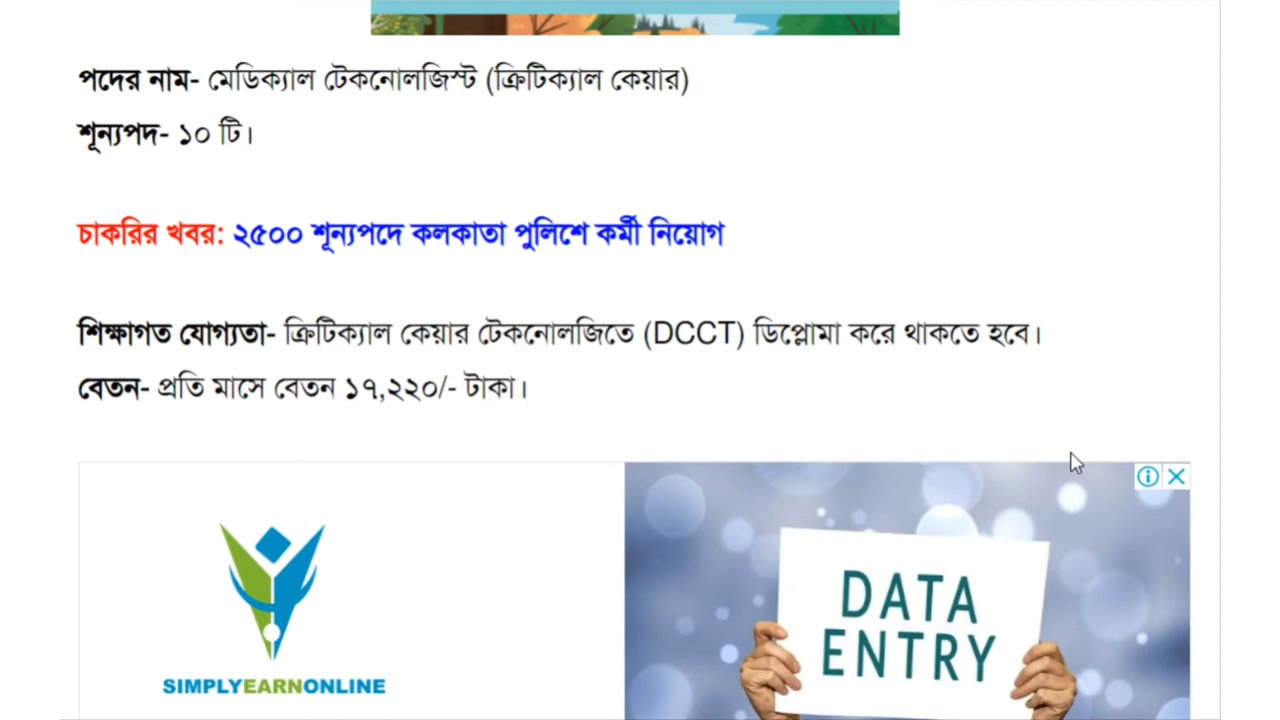 পদের নাম- মেডিক্যাল টেকনোলজিস্ট (ক্রিটিক্যাল কেয়ার)
শূন্যপদ- ১০ টি।
চাকরির খবর: ২৫০০ শূন্যপদে কলকাতা পুলিশে কর্মী নিয়োগ
শিক্ষাগত যোগ্যতা- ক্রিটিক্যাল কেয়ার টেকনোলজিতে (DCCT) ডিপ্লোমা করে থাকতে হবে।
বেতন- প্রতি মাসে বেতন ১৭,২২০/- টাকা।
SIMPLYEARNONLINE
DATA
ENTRY